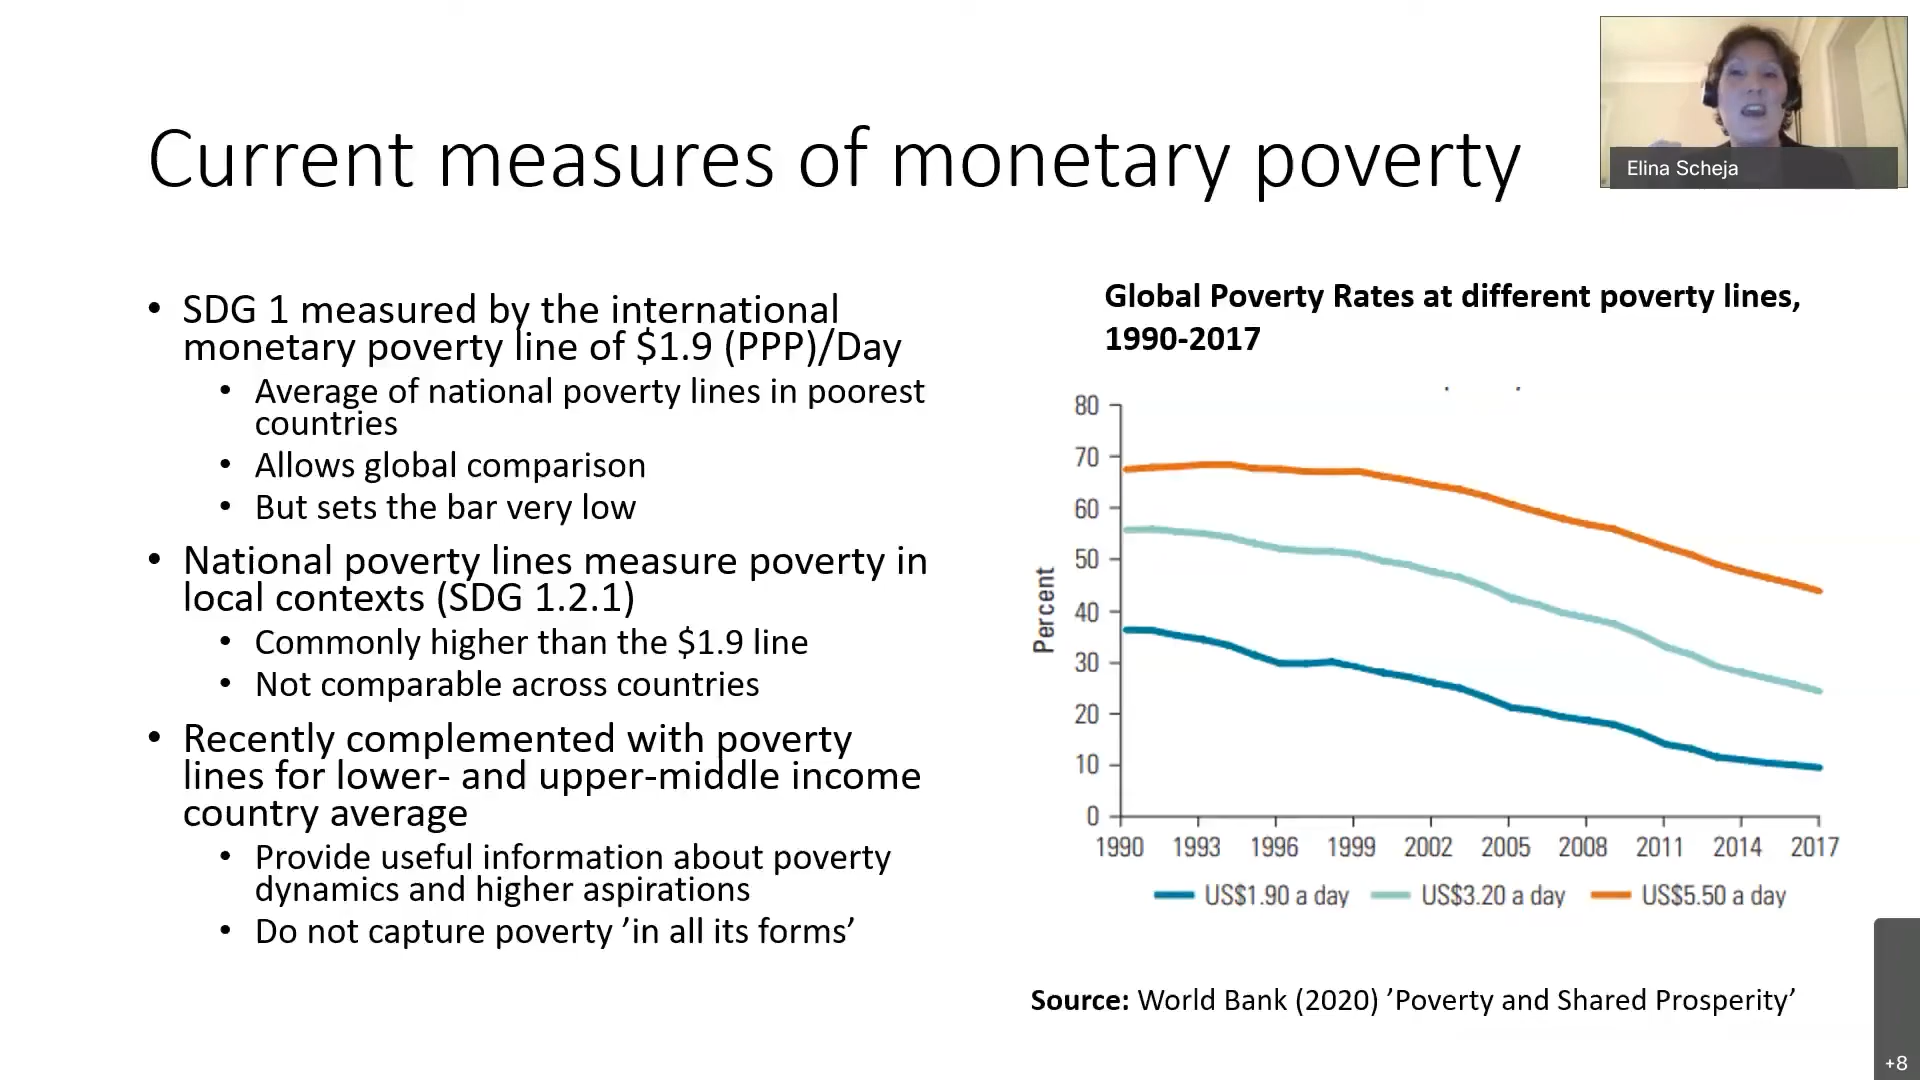 Elina Scheja
Current measures of monetary poverty
• SDG 1 measured by the international
monetary poverty line of $1.9 (PPP)/Day
• Average of national poverty lines in poorest
countries
• Allows global comparison
• But sets the bar very low
• National poverty lines measure poverty in
local contexts (SDG 1.2.1)
• Commonly higher than the $1.9 line
• Not comparable across countries
• Recently complemented with poverty
lines for lower- and upper-middle income
country average
• Provide useful information about poverty
dynamics and higher aspirations
• Do not capture poverty ’in all its forms’
Global Poverty Rates at different poverty lines,
1990-2017
Percent
80
70
60
50
40
30
20
10
0
1990 1993 1996 1999 2002 2005 2008 2011 2014 2017
US$1.90 a day US$3.20 a day US$5.50 a day
Source: World Bank (2020) ’Poverty and Shared Prosperity’
+8